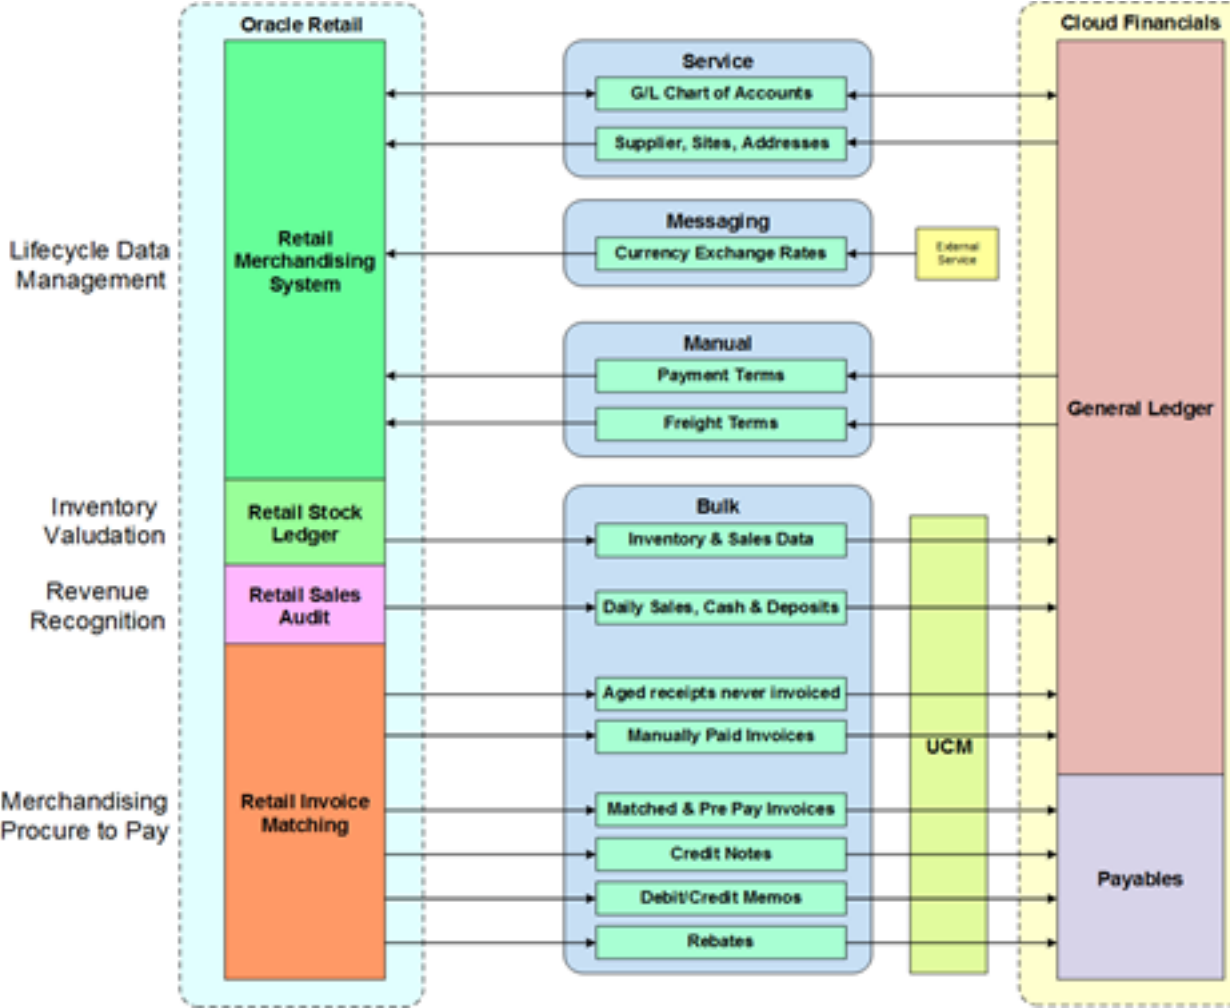 Oracle Retail
Cloud Financials
Service
G/L Chart of Accounts
Supplier, Sites, Addresses
Messaging
Currency Exchange Rates
External
Service
Lifecycle Data
Management
Retail
Merchandising
System
Manual
Payment Terms
Freight Terms
General Ledger
Inventory
Valudation
Retail Stock
Ledger
Bulk
Inventory & Sales Data
Revenue
Recognition
Retail Sales
Audit
Daily Sales, Cash & Deposits
Aged receipts never invoiced
Manually Paid Invoices
UCM
Merchandising
Procure to Pay
Retail Invoice
Matching
Matched & Pre Pay Invoices
Credit Notes
Debit/Credit Memos
Rebates
Payables